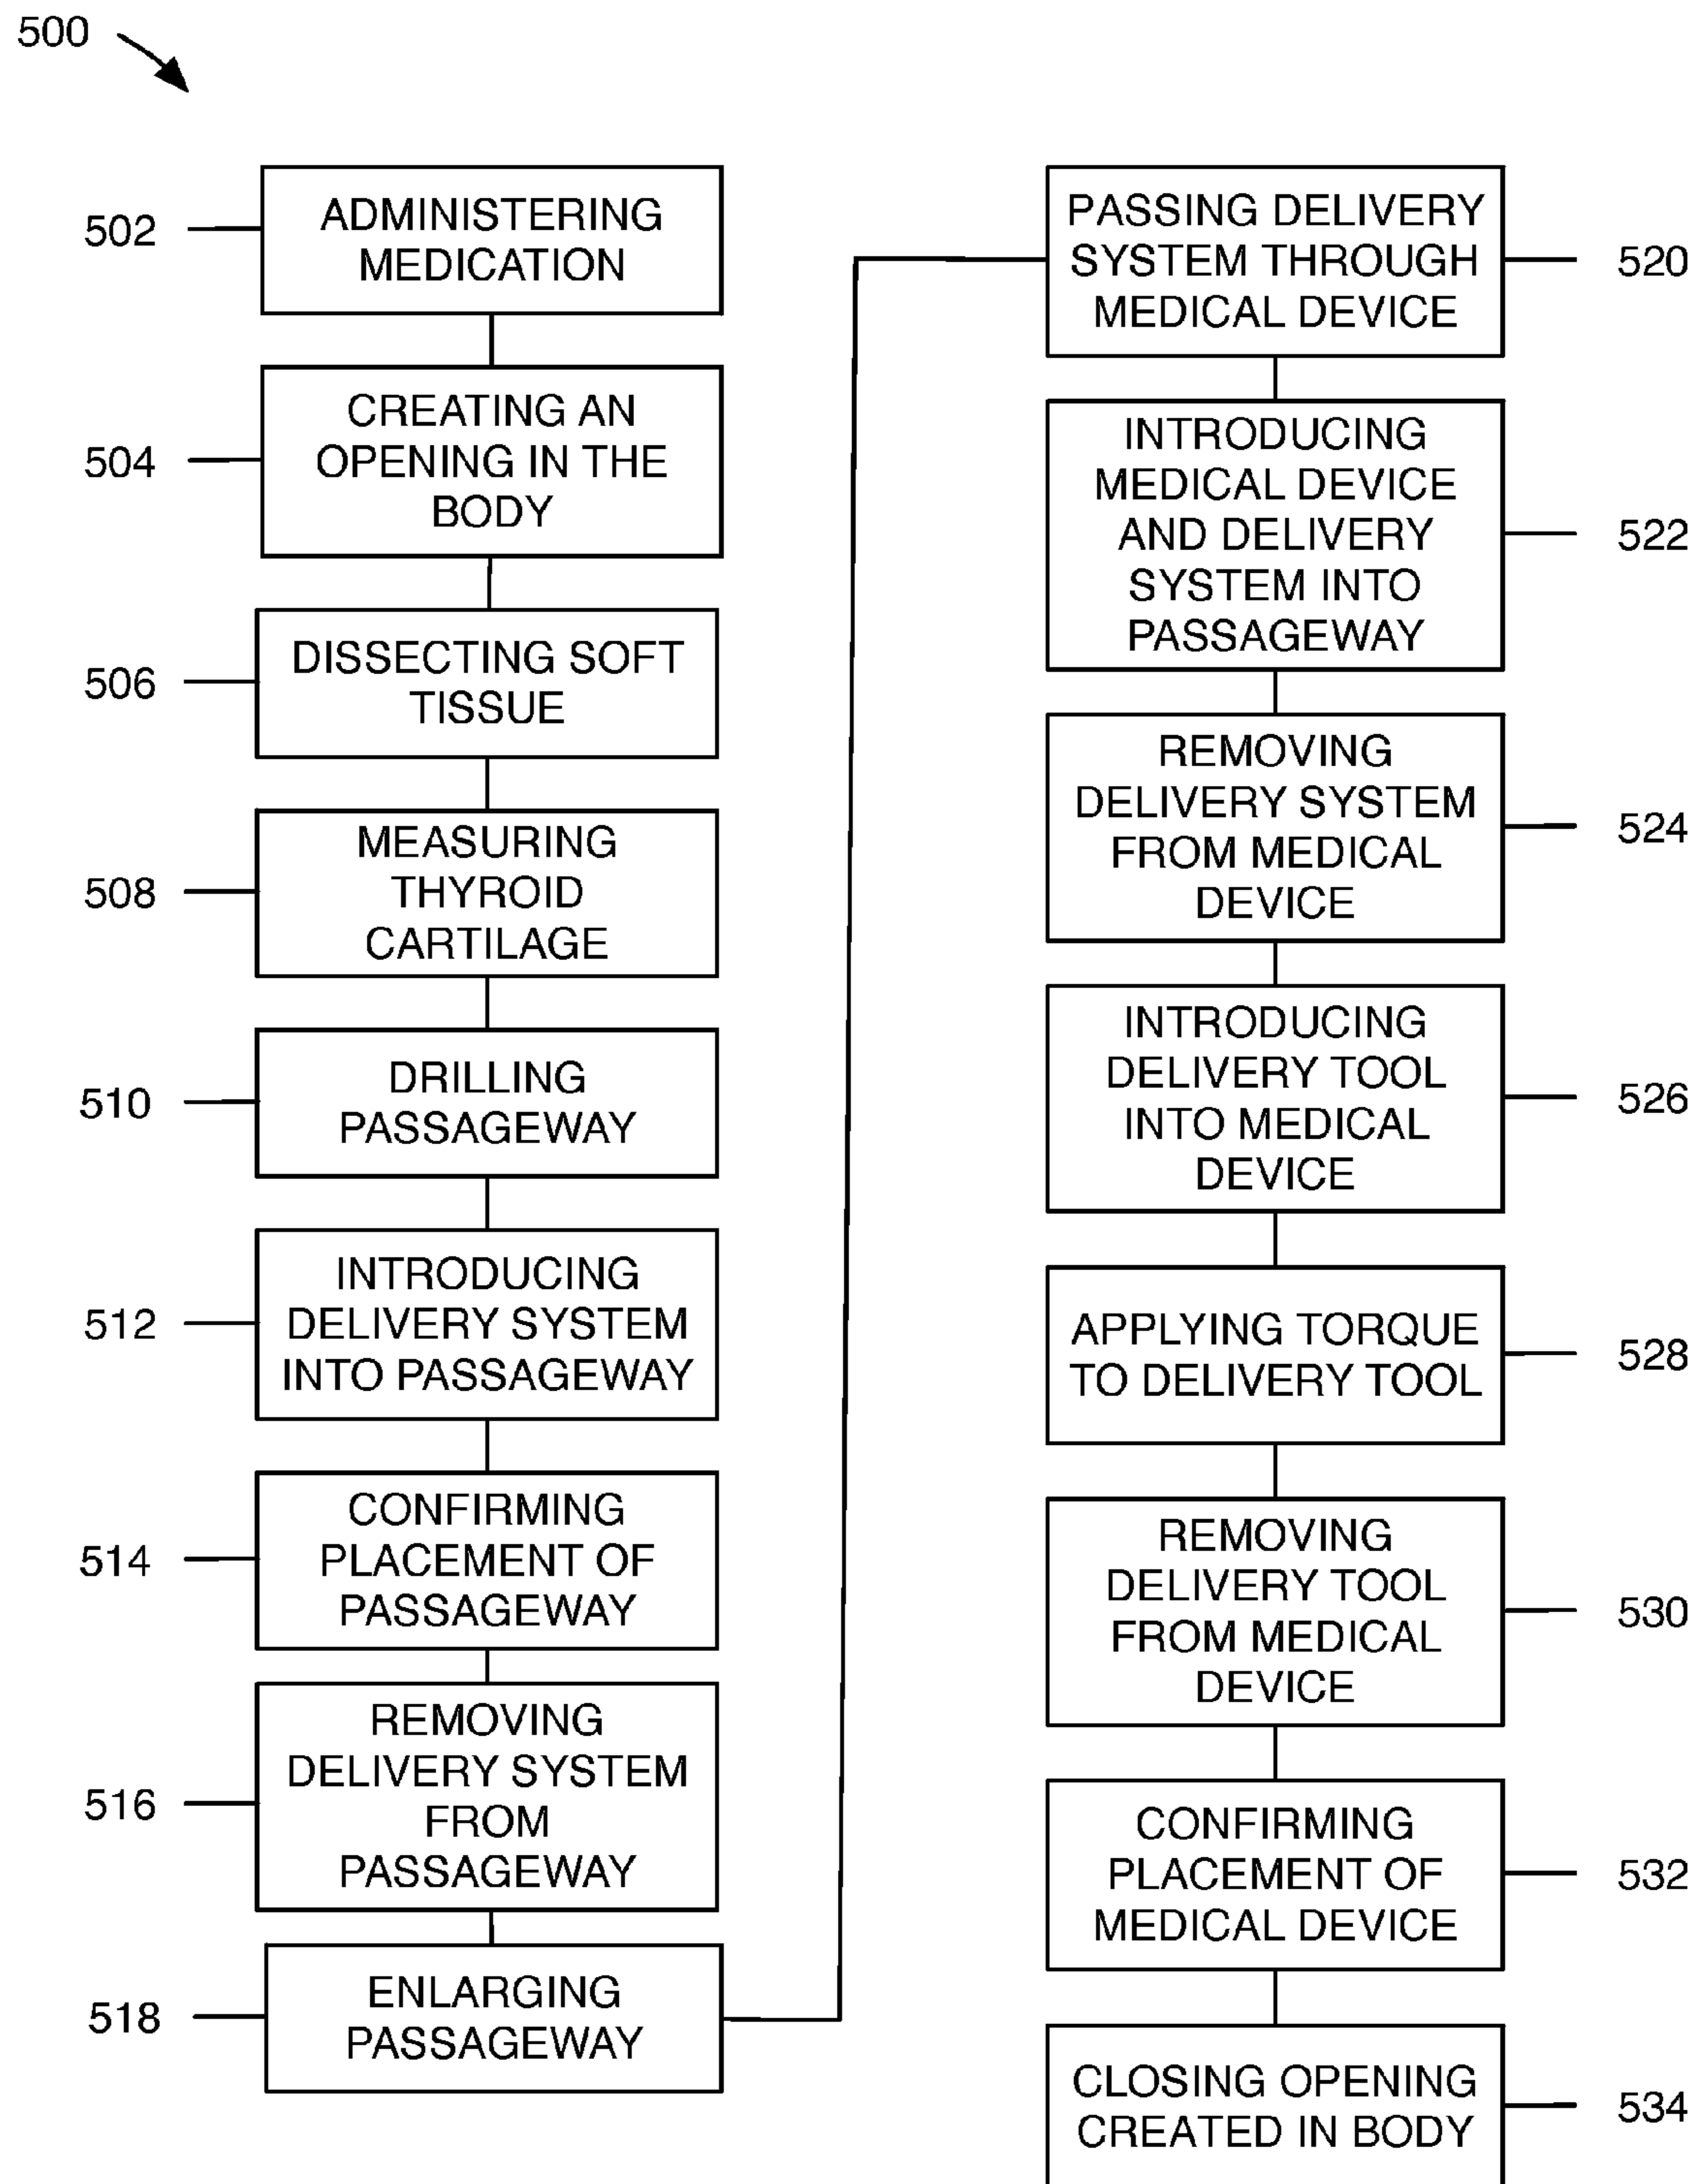 500
502
ADMINISTERING
MEDICATION
504
CREATING AN
OPENING IN THE
BODY
506
DISSECTING SOFT
TISSUE
508
MEASURING
THYROID
CARTILAGE
510
DRILLING
PASSAGEWAY
512
INTRODUCING
DELIVERY SYSTEM
INTO PASSAGEWAY
514
CONFIRMING
PLACEMENT OF
PASSAGEWAY
516
REMOVING
DELIVERY SYSTEM
FROM
PASSAGEWAY
518
ENLARGING
PASSAGEWAY
PASSING DELIVERY
SYSTEM THROUGH
MEDICAL DEVICE
520
INTRODUCING
MEDICAL DEVICE
AND DELIVERY
SYSTEM INTO
PASSAGEWAY
522
REMOVING
DELIVERY SYSTEM
FROM MEDICAL
DEVICE
524
INTRODUCING
DELIVERY TOOL
INTO MEDICAL
DEVICE
526
APPLYING TORQUE
TO DELIVERY TOOL
528
REMOVING
DELIVERY TOOL
FROM MEDICAL
DEVICE
530
CONFIRMING
PLACEMENT OF
MEDICAL DEVICE
532
CLOSING OPENING
CREATED IN BODY
534